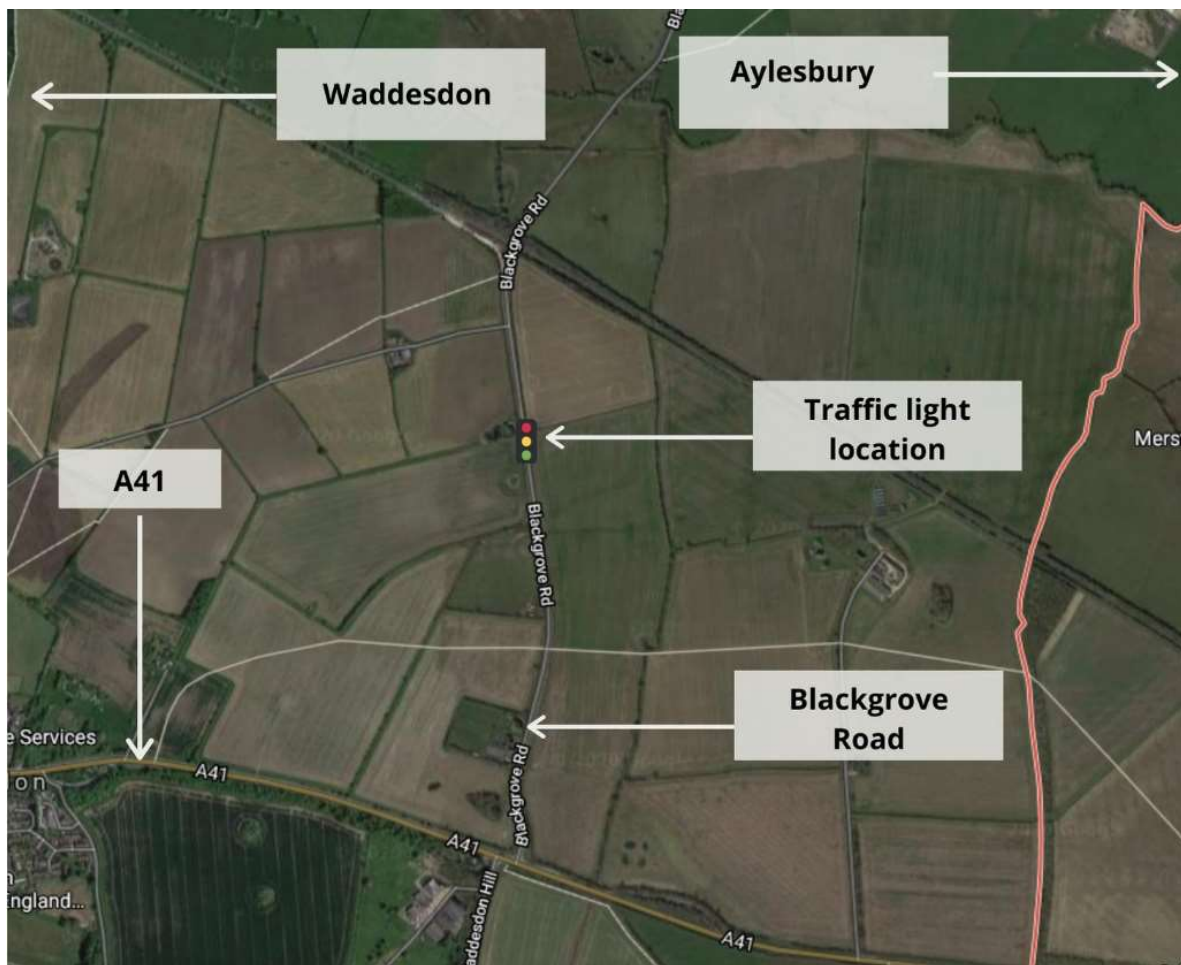 Bla
Waddesdon
Aylesbury
Blackgrove Rd
Traffic light
location
Mers
A41
Blackgrove Rd
Blackgrove
Road
e Services
A41
on
Blackgrove Rd
A41
n
England...
addesdon Hill
A41